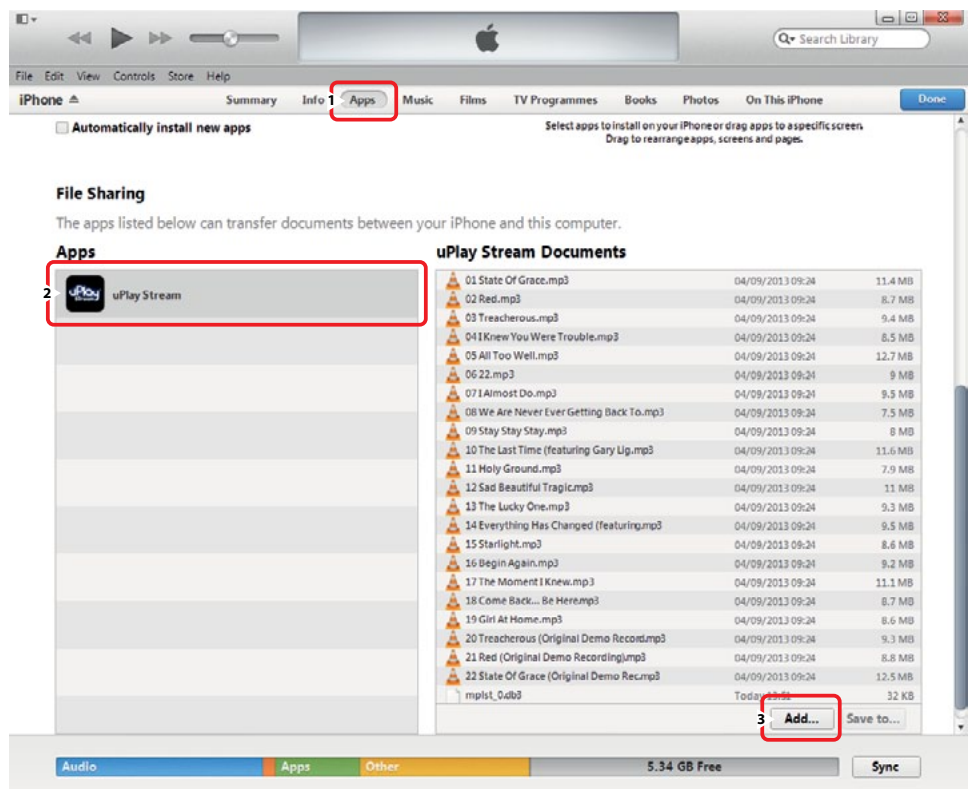 Search Library
File Edit View Controls Store Help
iPhone Summary Info 1 Apps Music Films TV Programmes Books Photos On This iPhone Done
Automatically install new apps
Select apps to install on your iPhone or drag apps to a specific screen.
Drag to rearrange apps, screens and pages.
File Sharing
The apps listed below can transfer documents between your iPhone and this computer.
Apps uPlay Stream Documents
2 uPlay Stream uPlay Stream
01 State Of Grace.mp3 04/09/2013 09:24 11.4 MB
02 Red.mp3 04/09/2013 09:24 8.7 MB
03 Treacherous.mp3 04/09/2013 09:24 9.4 MB
04 I Knew You Were Trouble.mp3 04/09/2013 09:24 8.5 MB
05 All Too Well.mp3 04/09/2013 09:24 12.7 MB
06 22.mp3 04/09/2013 09:24 9 MB
07 I Almost Do.mp3 04/09/2013 09:24 9.5 MB
08 We Are Never Ever Getting Back To.mp3 04/09/2013 09:24 7.5 MB
09 Stay Stay Stay.mp3 04/09/2013 09:24 8 MB
10 The Last Time (featuring Gary Lig.mp3 04/09/2013 09:24 11.6 MB
11 Holy Ground.mp3 04/09/2013 09:24 7.9 MB
12 Sad Beautiful Tragic.mp3 04/09/2013 09:24 11 MB
13 The Lucky One.mp3 04/09/2013 09:24 9.3 MB
14 Everything Has Changed (featuring.mp3 04/09/2013 09:24 9.5 MB
15 Starlight.mp3 04/09/2013 09:24 8.6 MB
16 Begin Again.mp3 04/09/2013 09:24 9.2 MB
17 The Moment I Knew.mp3 04/09/2013 09:24 11.1 MB
18 Come Back... Be Here.mp3 04/09/2013 09:24 8.7 MB
19 Girl At Home.mp3 04/09/2013 09:24 8.6 MB
20 Treacherous (Original Demo Record.mp3 04/09/2013 09:24 9.3 MB
21 Red (Original Demo Recording).mp3 04/09/2013 09:24 8.8 MB
22 State Of Grace (Original Demo Rec.mp3 04/09/2013 09:24 12.5 MB
mplst_0.db3 Today 32 KB
3 Add... Save to...
Audio Apps Other 5.34 GB Free Sync